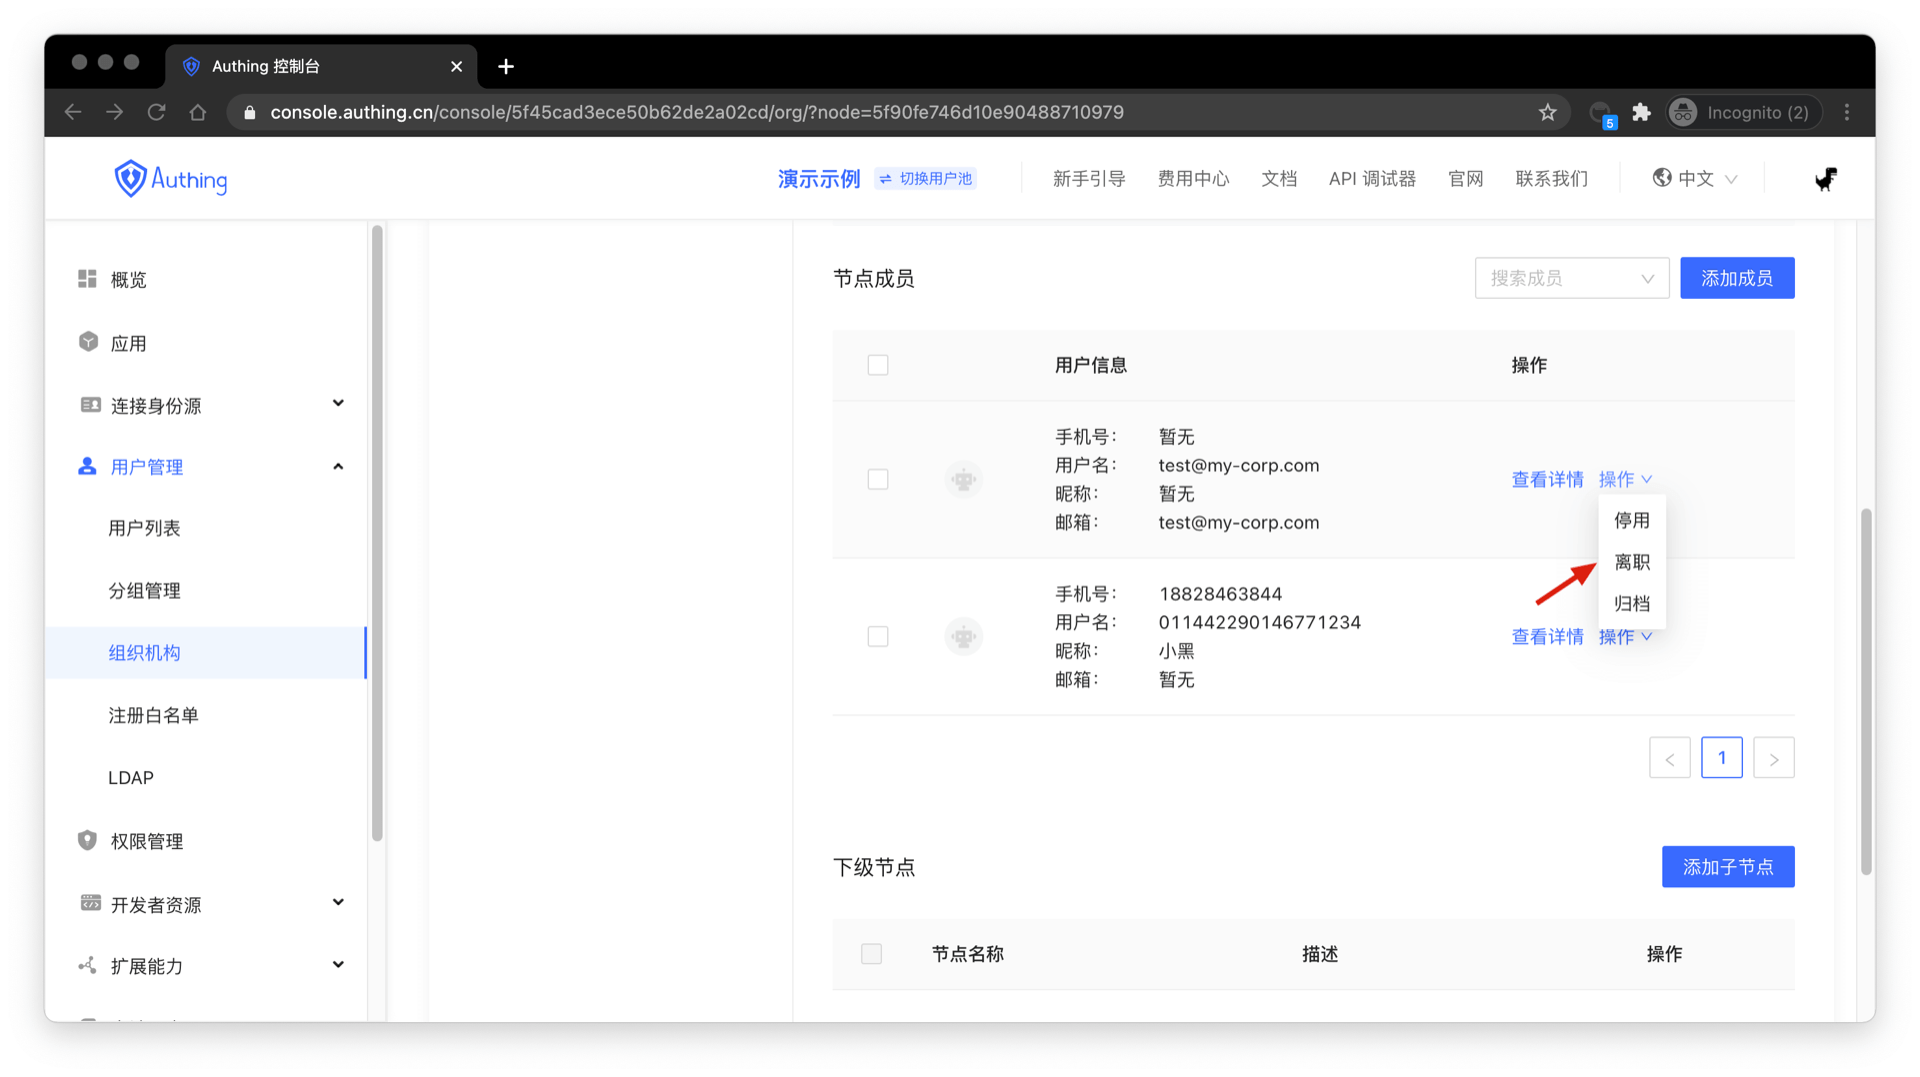 Authing 控制台
console.authing.cn/console/5f45cad3ece50b62de2a02cd/org/?node=5f90fe746d10e90488710979
5
Incognito (2)
Authing
演示示例
切换用户池
新手引导
费用中心
文档
API 调试器
官网
联系我们
中文
概览
应用
连接身份源
用户管理
用户列表
分组管理
组织机构
注册白名单
LDAP
权限管理
开发者资源
扩展能力
节点成员
搜索成员
添加成员
用户信息
操作
手机号： 暂无
用户名： test@my-corp.com
昵称： 暂无
邮箱： test@my-corp.com
查看详情 操作
停用
离职
归档
手机号： 18828463844
用户名： 011442290146771234
昵称： 小黑
邮箱： 暂无
查看详情 操作
1
下级节点
添加子节点
节点名称
描述
操作